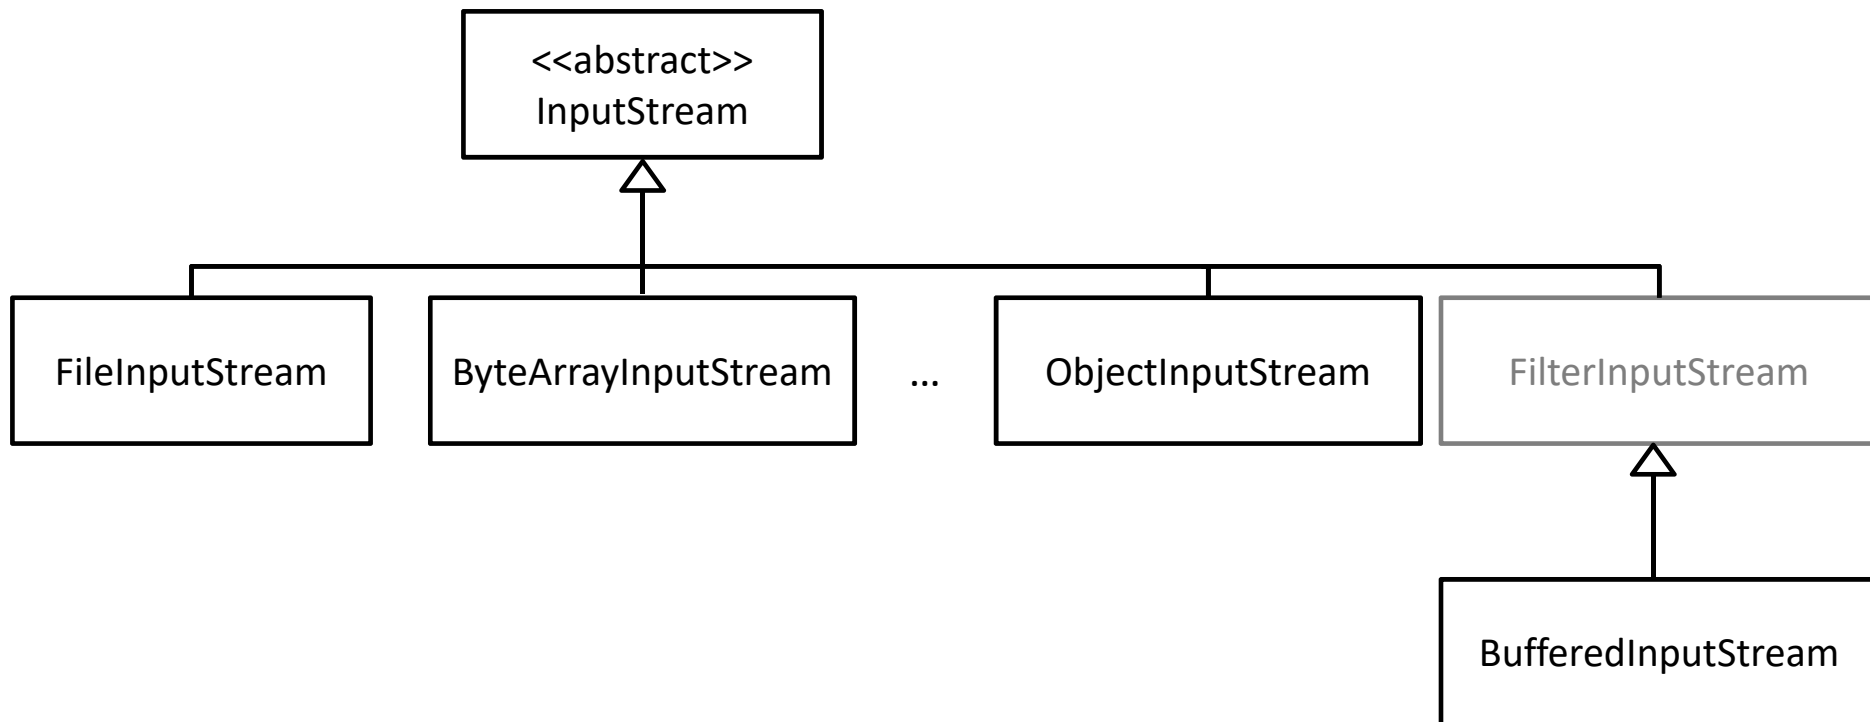 <<abstract>>
InputStream
FileInputStream
ByteArrayInputStream
...
ObjectInputStream
FilterInputStream
BufferedInputStream